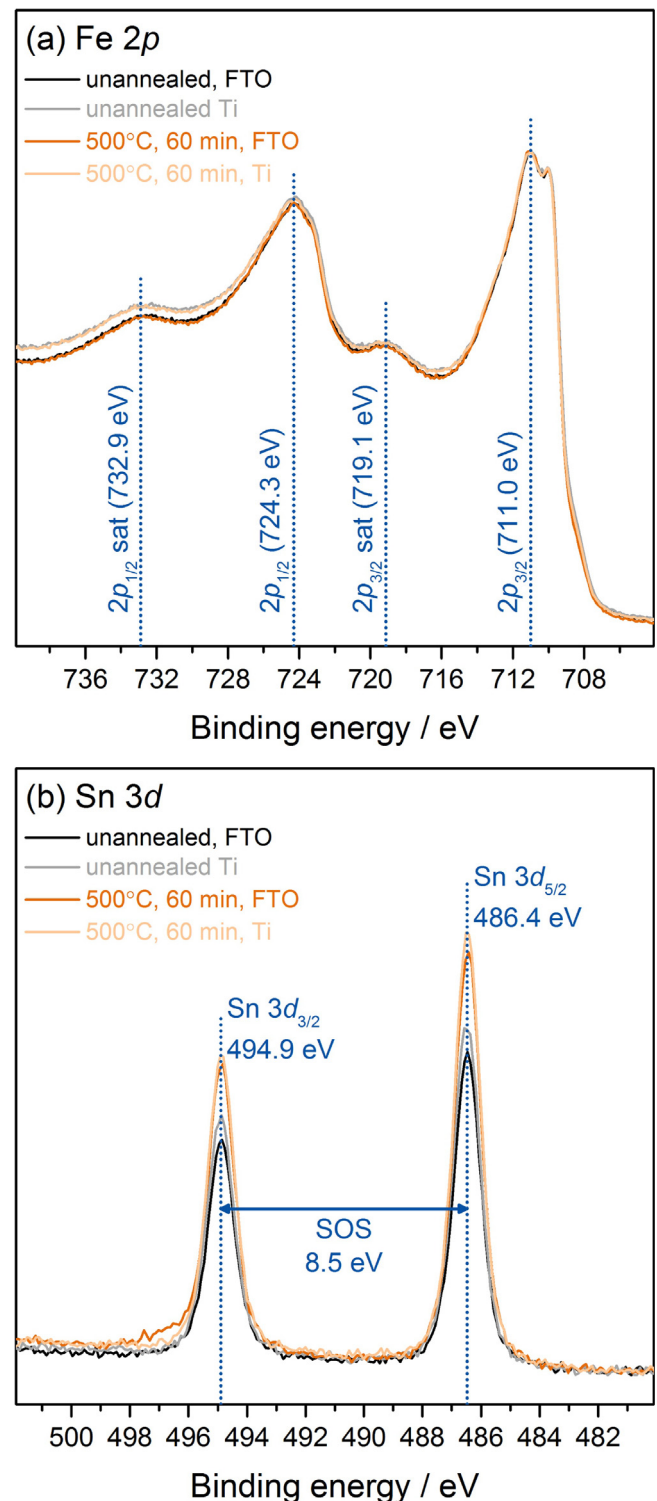 (a) Fe 2p
unannealed, FTO
unannealed Ti
500°C, 60 min, FTO
500°C, 60 min, Ti
2p1/2 sat (732.9 eV)
2p1/2 (724.3 eV)
2p3/2 sat (719.1 eV)
2p3/2 (711.0 eV)
736 732 728 724 720 716 711 708
Binding energy / eV
(b) Sn 3d
unannealed, FTO
unannealed Ti
500°C, 60 min, FTO
500°C, 60 min, Ti
Sn 3d5/2
486.4 eV
Sn 3d3/2
494.9 eV
SOS
8.5 eV
500 498 496 494 492 490 488 486 484 482
Binding energy / eV